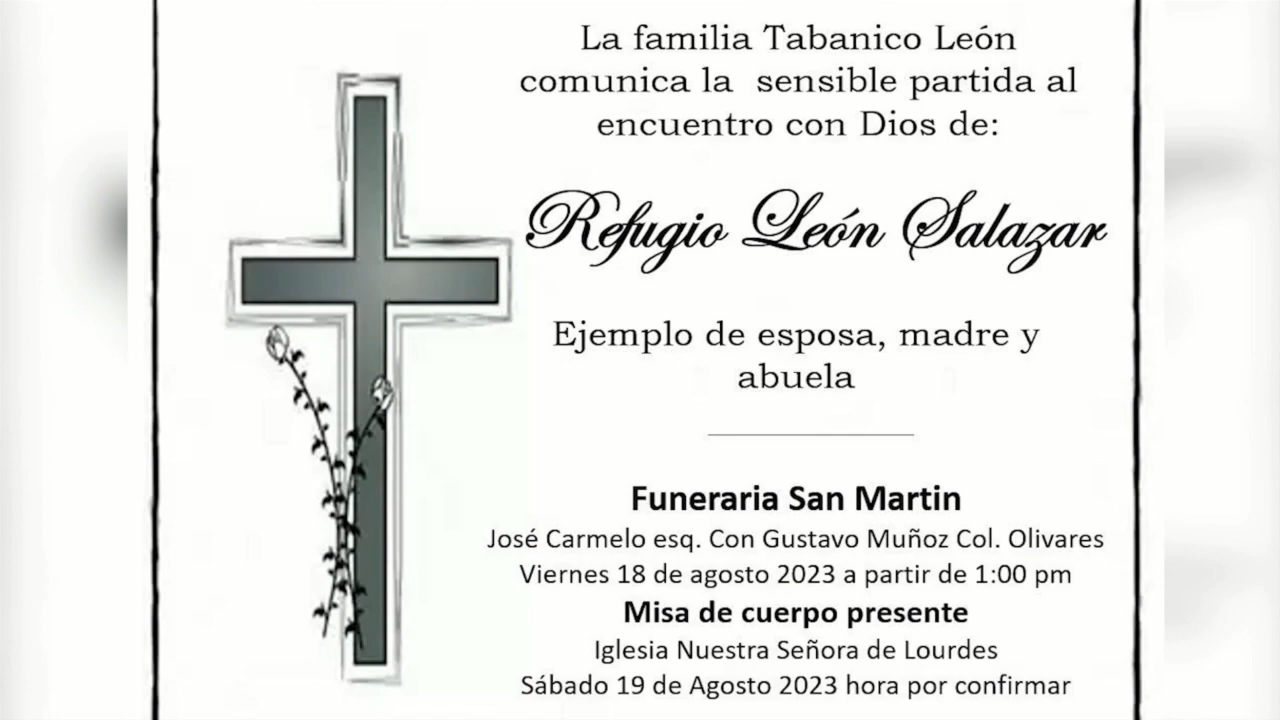 La familia Tabanico León
comunica la  sensible partida al
encuentro con Dios de:
Refugio León Salazar
Ejemplo de esposa, madre y
abuela
Funeraria San Martin
José Carmelo esq. Con Gustavo Muñoz Col. Olivares
Viernes 18 de agosto 2023 a partir de 1:00 pm
Misa de cuerpo presente
Iglesia Nuestra Señora de Lourdes
Sábado 19 de Agosto 2023 hora por confirmar